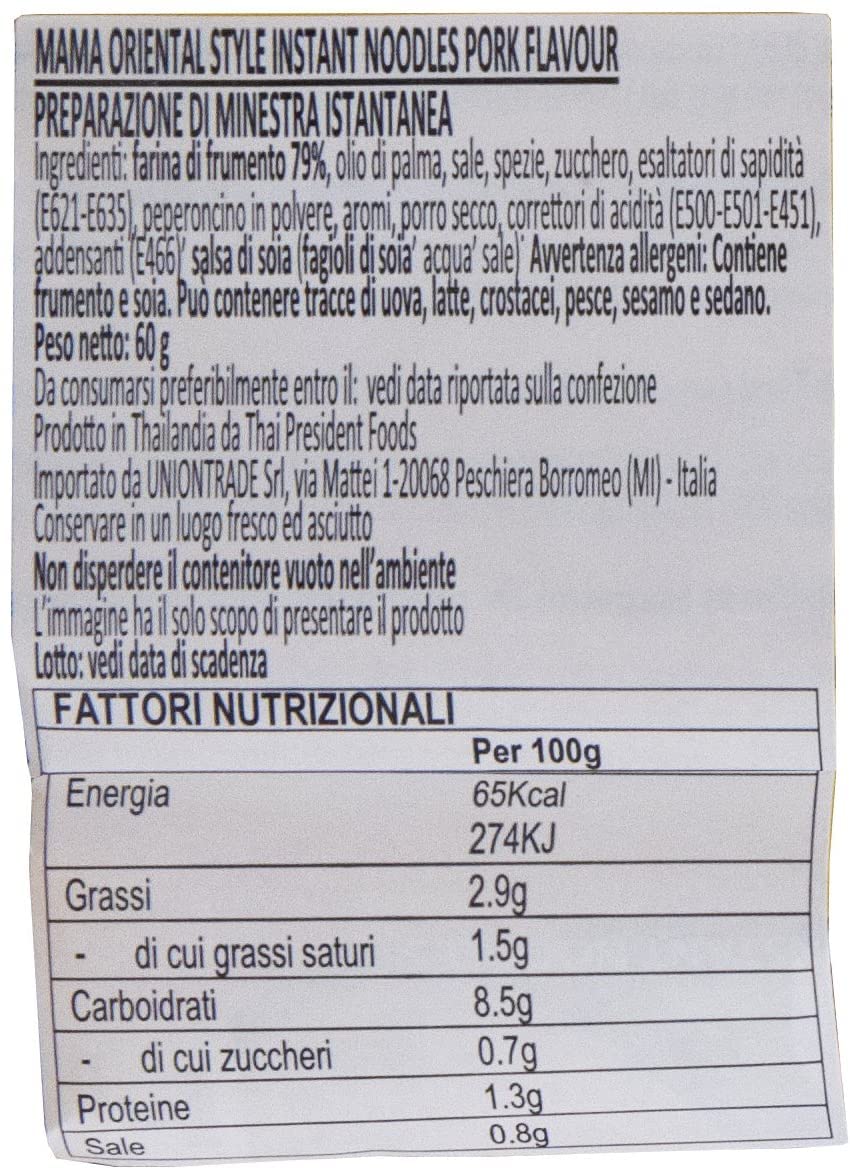 MAMA ORIENTAL STYLE INSTANT NOODLES PORK FLAVOUR
PREPARAZIONE DI MINESTRA ISTANTANEA
Ingredienti: farina di frumento 79%, olio di palma, sale, spezie, zucchero, esaltatori di sapidità
(E621-E635), peperoncino in polvere, aromi, porro secco, correttori di acidità (E500-E501-E451),
addensanti (E466)' salsa di soia (fagioli di soia' acqua' sale)' Avvertenza allergeni: Contiene
frumento e soia. Può contenere tracce di uova, latte, crostacei, pesce, sesamo e sedano.
Peso netto: 60 g
Da consumarsi preferibilmente entro il: vedi data riportata sulla confezione
Prodotto in Thailandia da Thai President Foods
Importato da UNIONTRADE Srl, via Mattei 1-20068 Peschiera Borromeo (MI) - Italia
Conservare in un luogo fresco ed asciutto
Non disperdere il contenitore vuoto nell'ambiente
L'immagine ha il solo scopo di presentare il prodotto
Lotto: vedi data di scadenza
FATTORI NUTRIZIONALI
Per 100g
Energia 65Kcal
274KJ
Grassi 2.9g
- di cui grassi saturi 1.5g
Carboidrati 8.5g
- di cui zuccheri 0.7g
Proteine 1.3g
Sale 0.8g